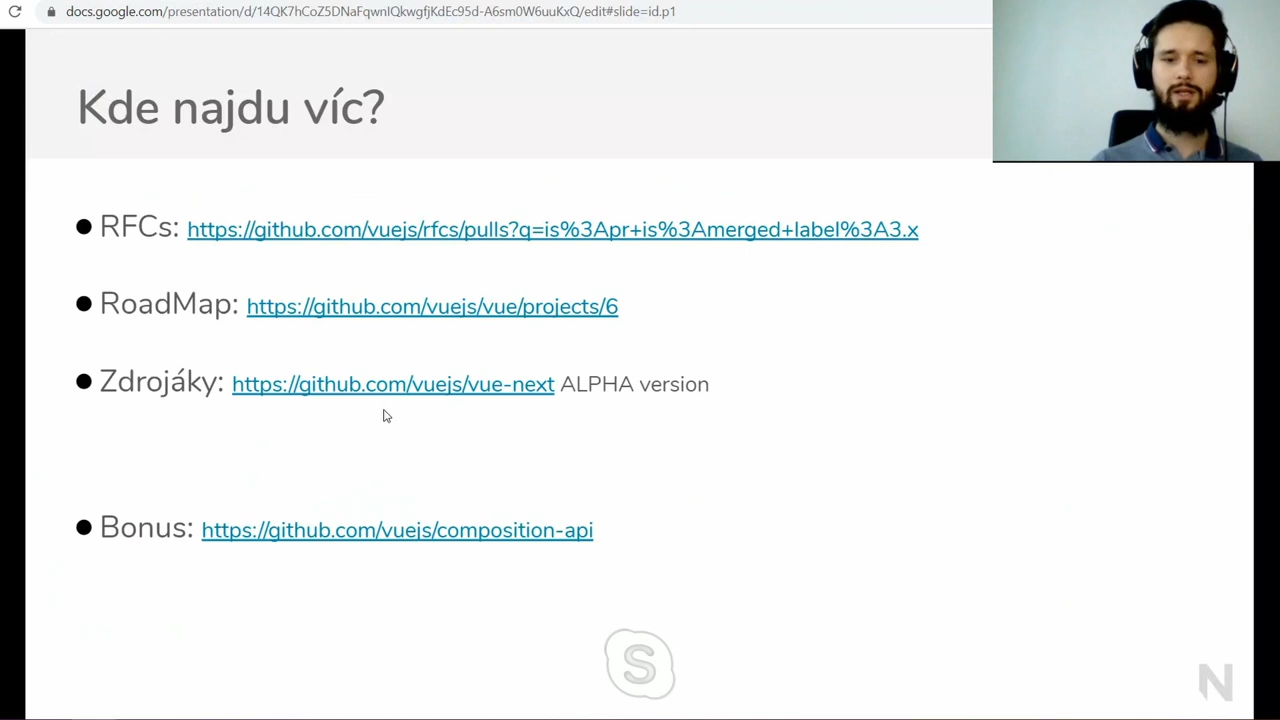 docs.google.com/presentation/d/14QK7hCoZ5DNaFqwnIQkwgfjKdEc95d-A6sm0W6uuKxQ/edit#slide=id.p1
Kde najdu víc?
● RFCs: https://github.com/vuejs/rfcs/pulls?q=is%3Apr+is%3Amerged+label%3A3.x
● RoadMap: https://github.com/vuejs/vue/projects/6
● Zdrojáky: https://github.com/vuejs/vue-next ALPHA version
● Bonus: https://github.com/vuejs/composition-api
S
N